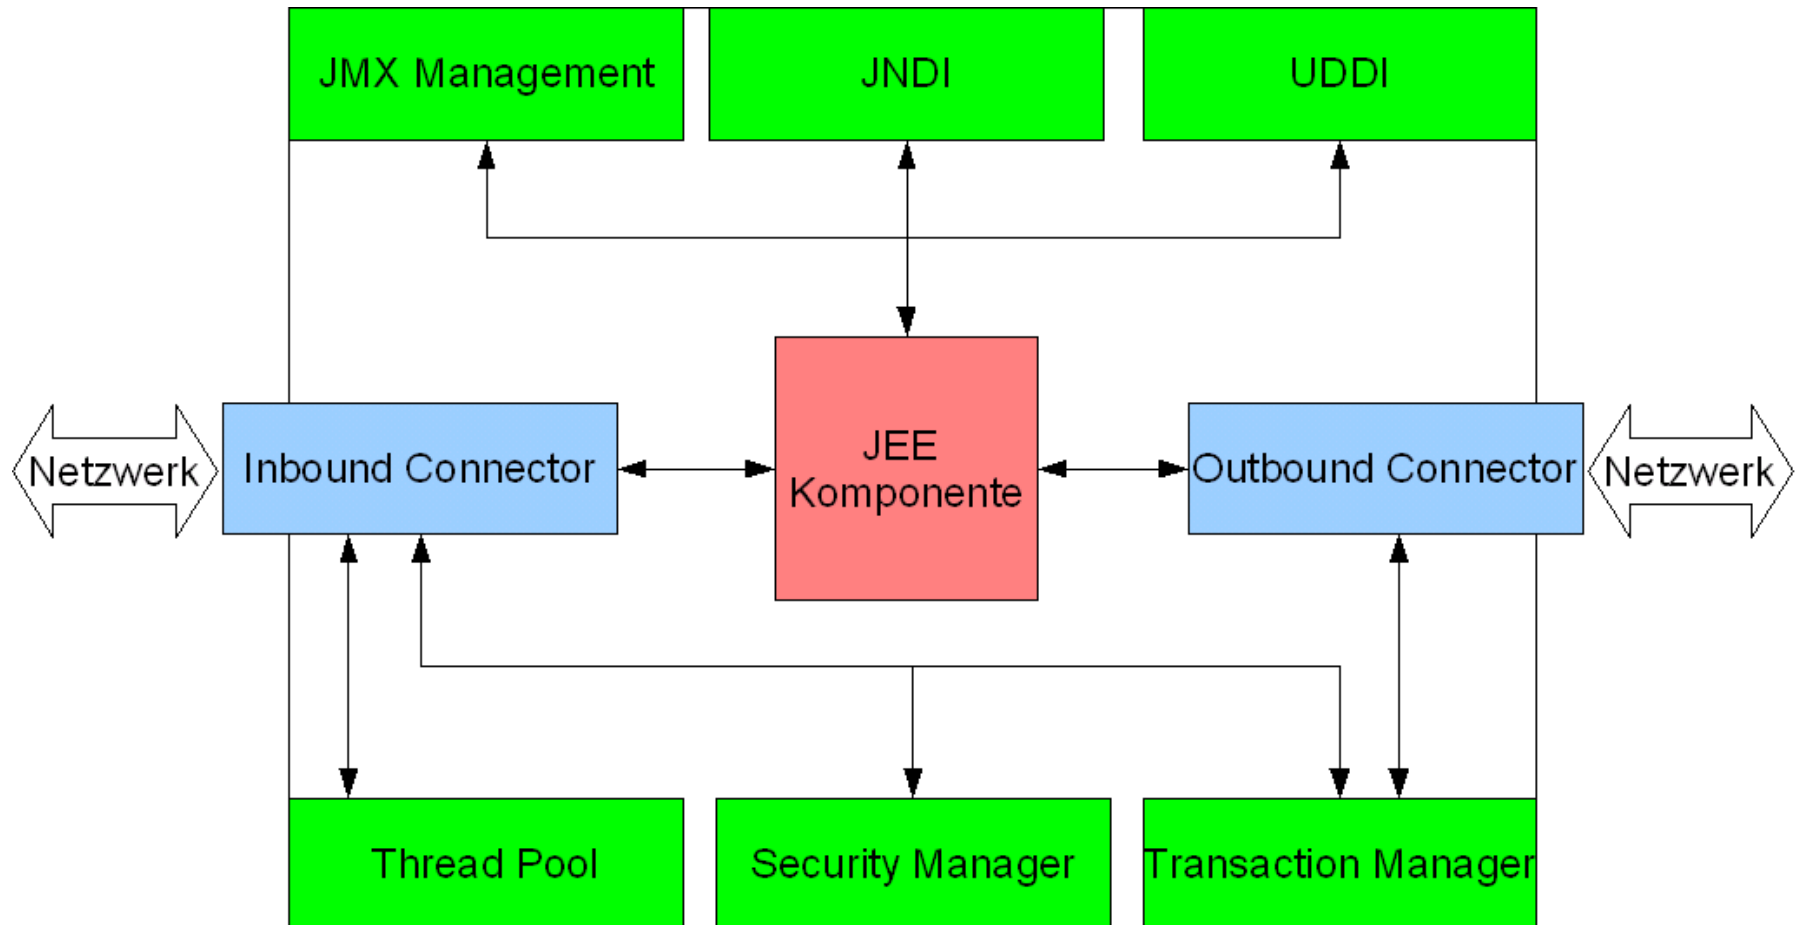 JMX Management
JNDI
UDDI
Netzwerk
Inbound Connector
JEE
Komponente
Outbound Connector
Netzwerk
Thread Pool
Security Manager
Transaction Manager